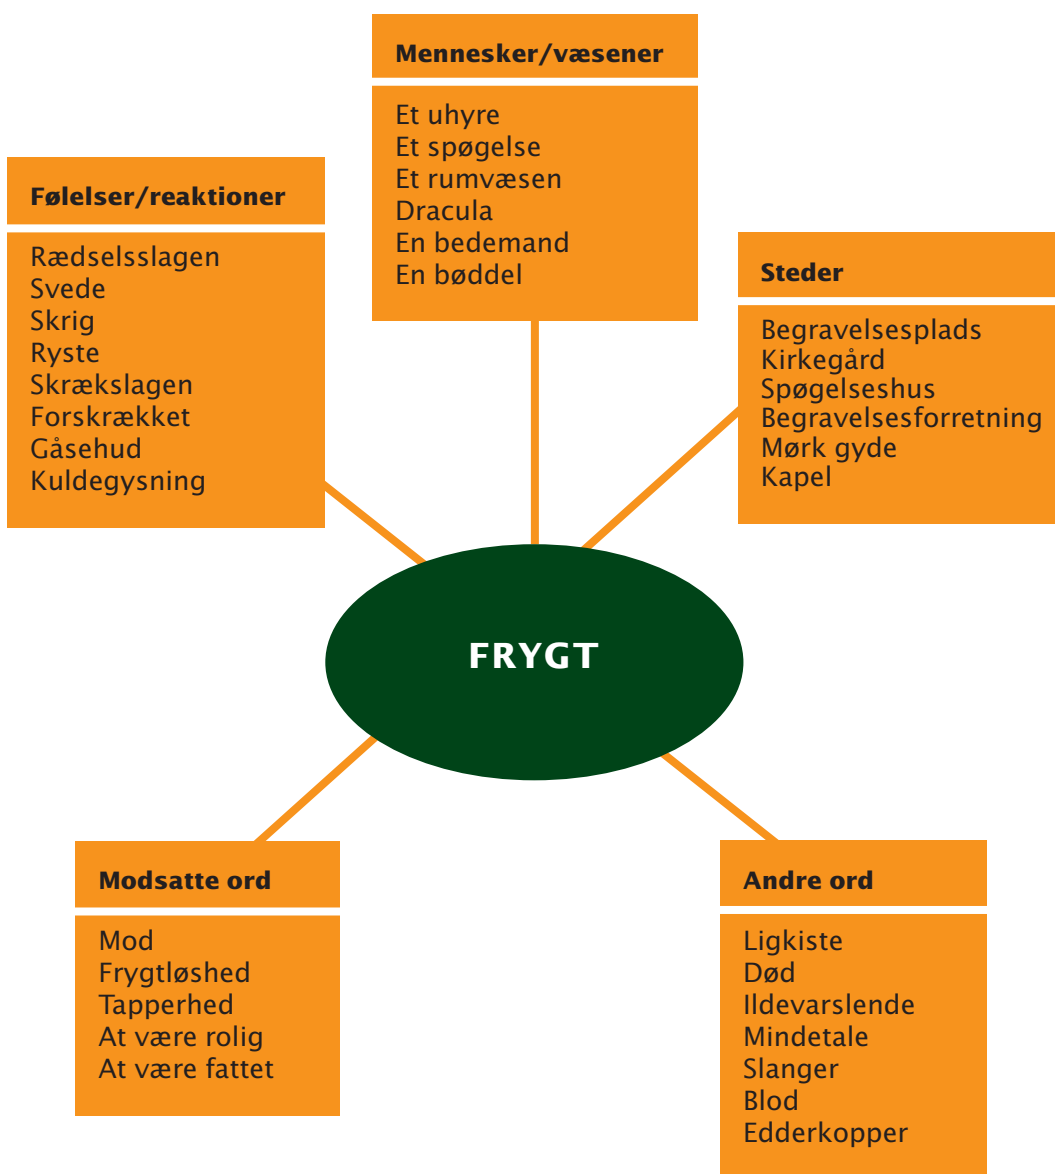 Mennesker/væsener
Et uhyre
Et spøgelse
Et rumvæsen
Dracula
En bedemand
En bøddel
Følelser/reaktioner
Rædselsslagen
Svede
Skrig
Ryste
Skrækslagen
Forskrækket
Gåsehud
Kuldegysning
Steder
Begravelsesplads
Kirkegård
Spøgelseshus
Begravelsesforretning
Mørk gyde
Kapel
FRYGT
Modsatte ord
Mod
Frygtløshed
Tapperhed
At være rolig
At være fattet
Andre ord
Ligkiste
Død
Ildevarslende
Mindetale
Slanger
Blod
Edderkopper